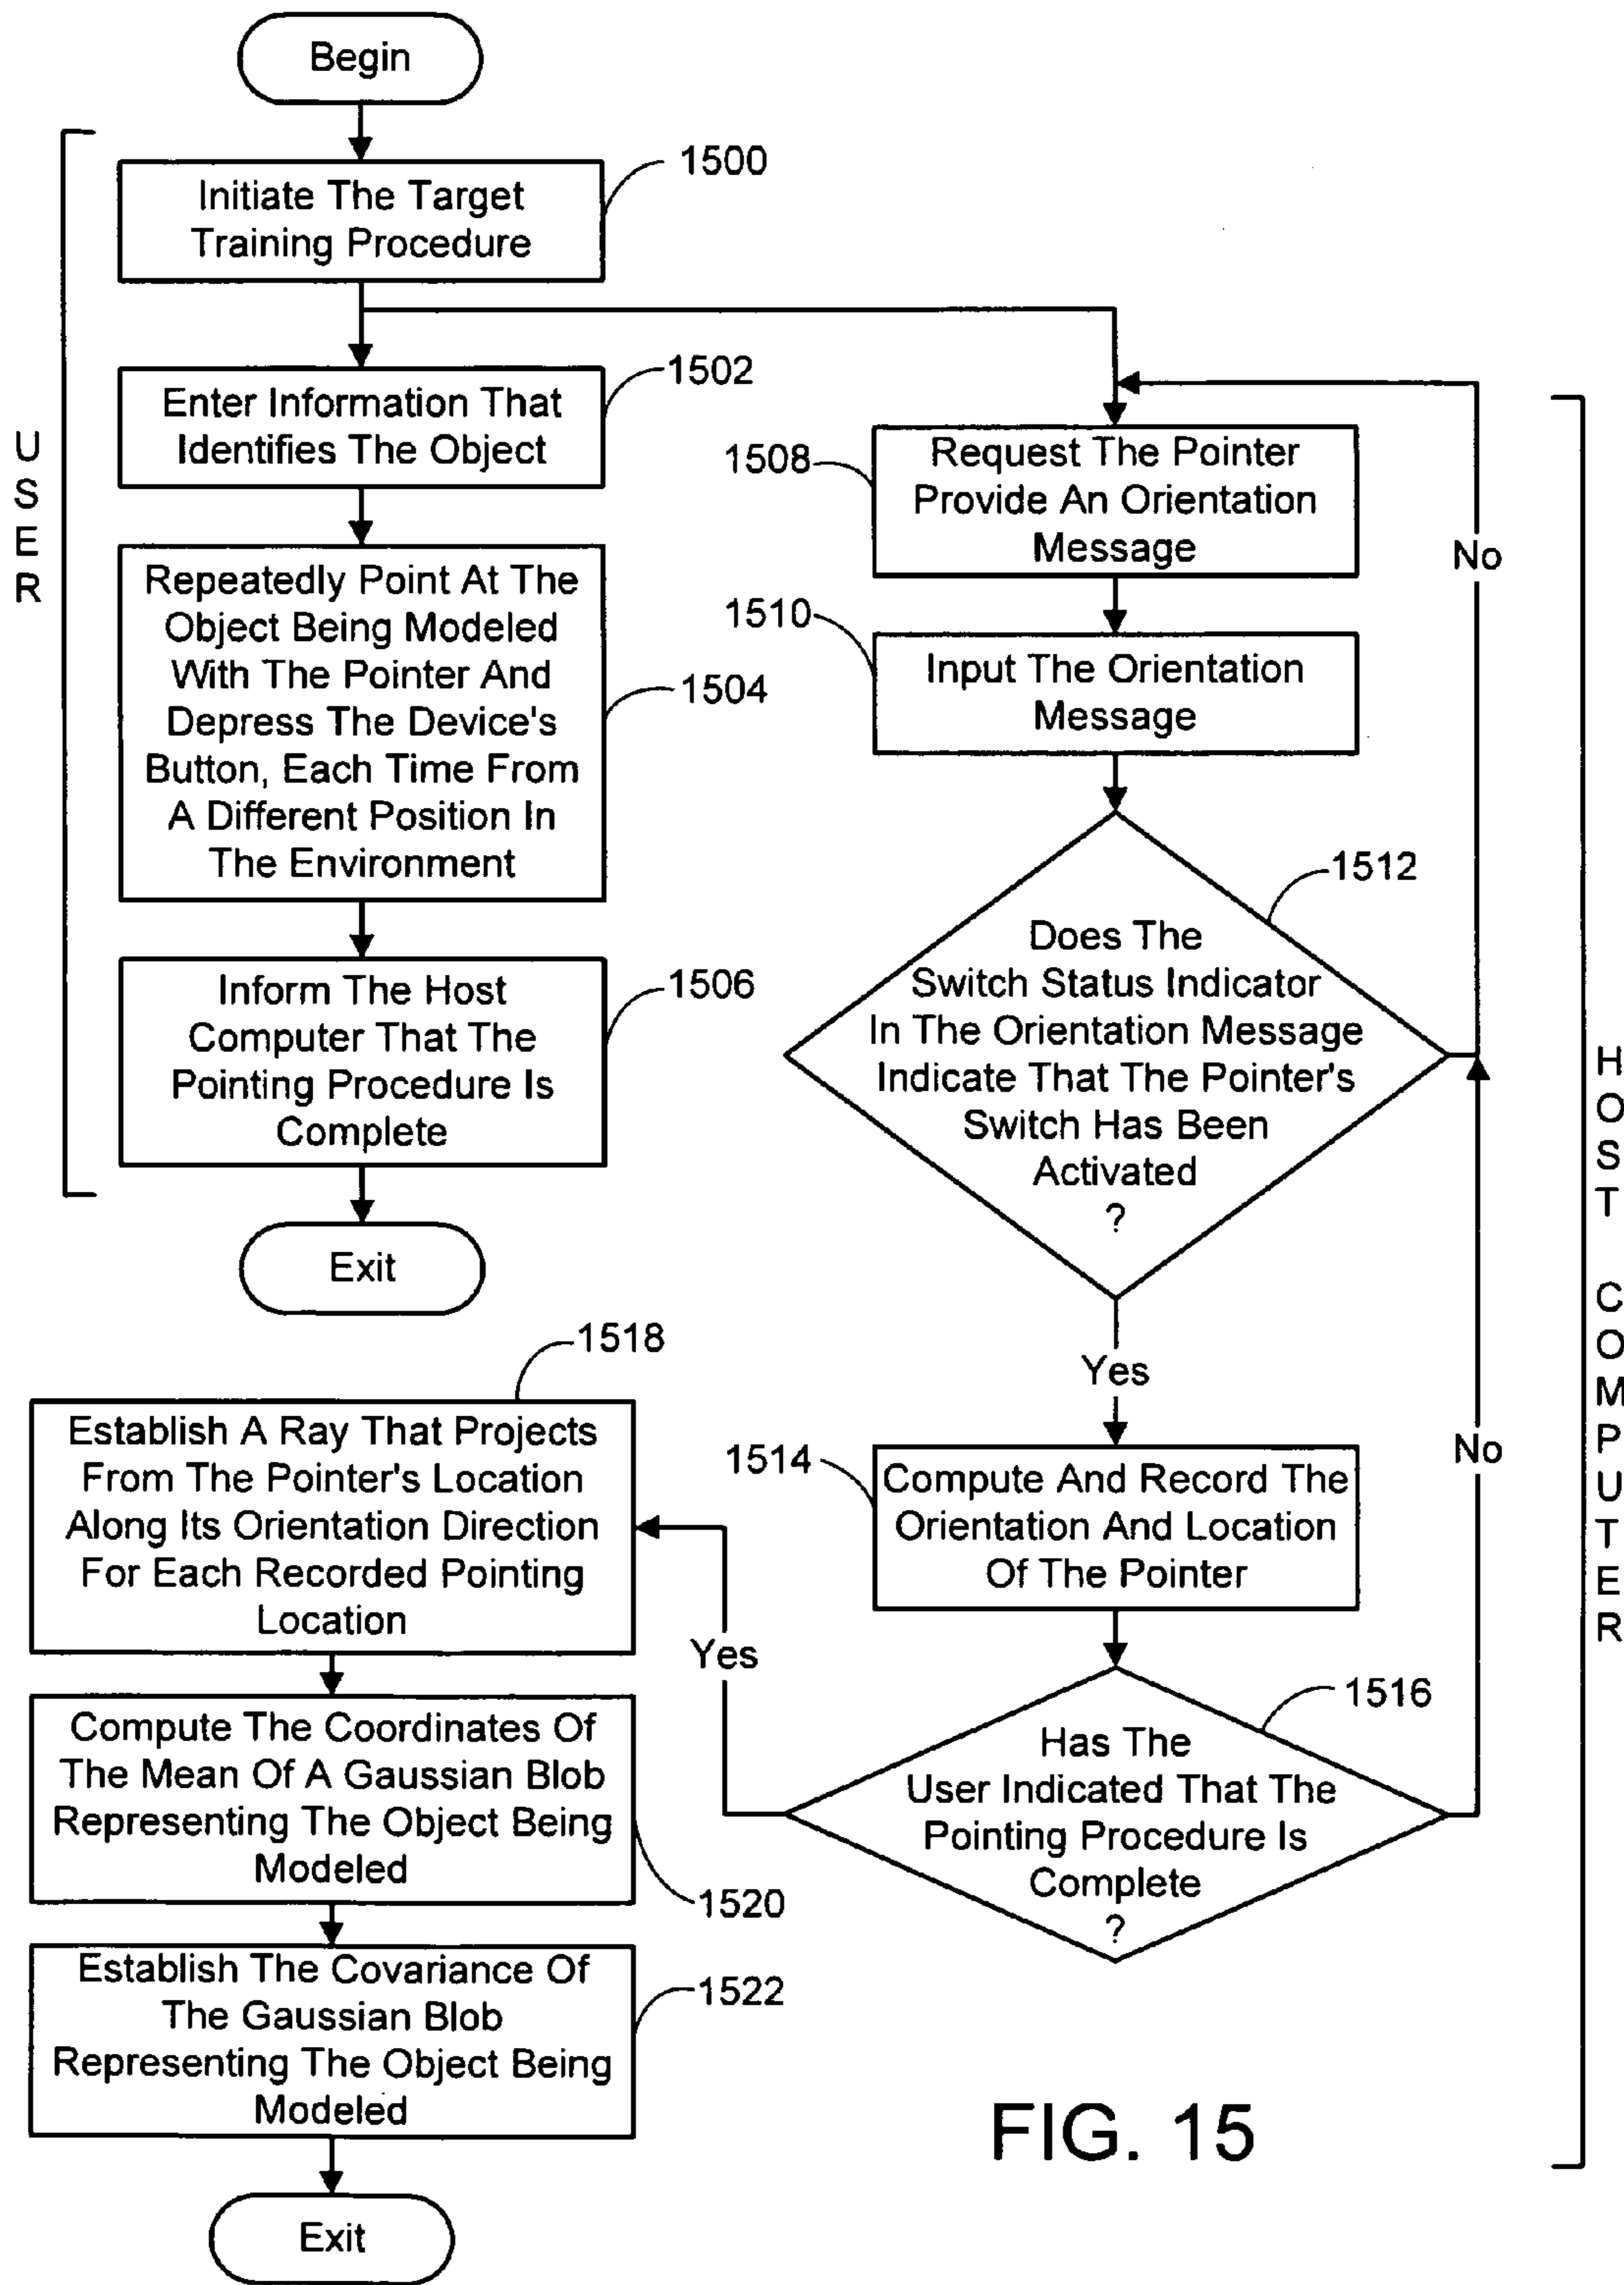 Begin
1500
Initiate The Target
Training Procedure
1502
Enter Information That
Identifies The Object
USER
Repeatedly Point At The
Object Being Modeled
With The Pointer And
Depress The Device's
Button, Each Time From
A Different Position In
The Environment
1504
Inform The Host
Computer That The
Pointing Procedure Is
Complete
1506
Exit
1508
Request The Pointer
Provide An Orientation
Message
No
1510
Input The Orientation
Message
1512
Does The
Switch Status Indicator
In The Orientation Message
Indicate That The Pointer's
Switch Has Been
Activated
?
HOST COMPUTER
Yes
No
1514
Compute And Record The
Orientation And Location
Of The Pointer
1516
Has The
User Indicated That The
Pointing Procedure Is
Complete
?
Yes
1518
Establish A Ray That Projects
From The Pointer's Location
Along Its Orientation Direction
For Each Recorded Pointing
Location
Compute The Coordinates Of
The Mean Of A Gaussian Blob
Representing The Object Being
Modeled
1520
Establish The Covariance Of
The Gaussian Blob
Representing The Object Being
Modeled
1522
Exit
FIG. 15